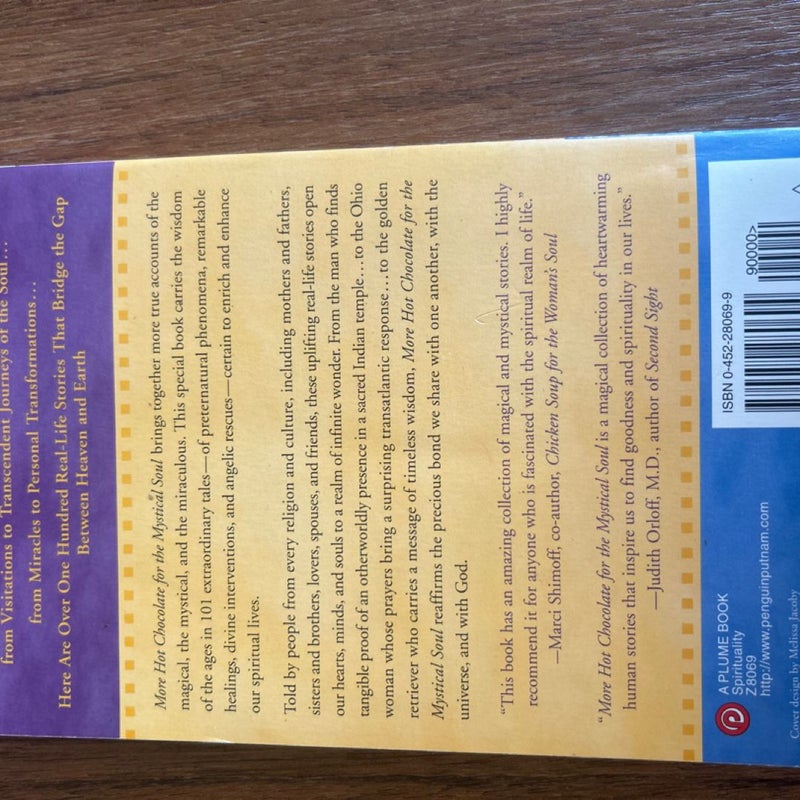 from Visitations to Transcendent Journeys of the Soul...
from Miracles to Personal Transformations...
Here Are Over One Hundred Real-Life Stories That Bridge the Gap
Between Heaven and Earth
More Hot Chocolate for the Mystical Soul brings together more true accounts of the
magical, the mystical, and the miraculous. This special book carries the wisdom
of the ages in 101 extraordinary tales—of preternatural phenomena, remarkable
healings, divine interventions, and angelic rescues—certain to enrich and enhance
our spiritual lives.
Told by people from every religion and culture, including mothers and fathers,
sisters and brothers, lovers, spouses, and friends, these uplifting real-life stories open
our hearts, minds, and souls to a realm of infinite wonder. From the man who finds
tangible proof of an otherworldly presence in a sacred Indian temple...to the Ohio
woman whose prayers bring a surprising transatlantic response...to the golden
retriever who carries a message of timeless wisdom, More Hot Chocolate for the
Mystical Soul reaffirms the precious bond we share with one another, with the
universe, and with God.
“This book has an amazing collection of magical and mystical stories. I highly
recommend it for anyone who is fascinated with the spiritual realm of life.”
—Marci Shimoff, co-author, Chicken Soup for the Woman's Soul
“More Hot Chocolate for the Mystical Soul is a magical collection of heartwarming
human stories that inspire us to find goodness and spirituality in our lives.”
—Judith Orloff, M.D., author of Second Sight
A PLUME BOOK
Spirituality
Z8069
http://www.penguinputnam.com
Cover design by Melissa Jacoby
ISBN 0-452-28069-9
90000>